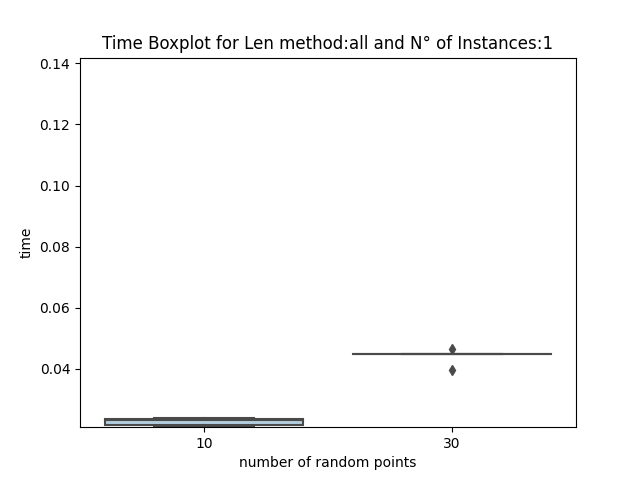 Time Boxplot for Len method:all and N° of Instances:1
0.14
0.12
0.10
0.08
0.06
0.04
time
10
30
number of random points